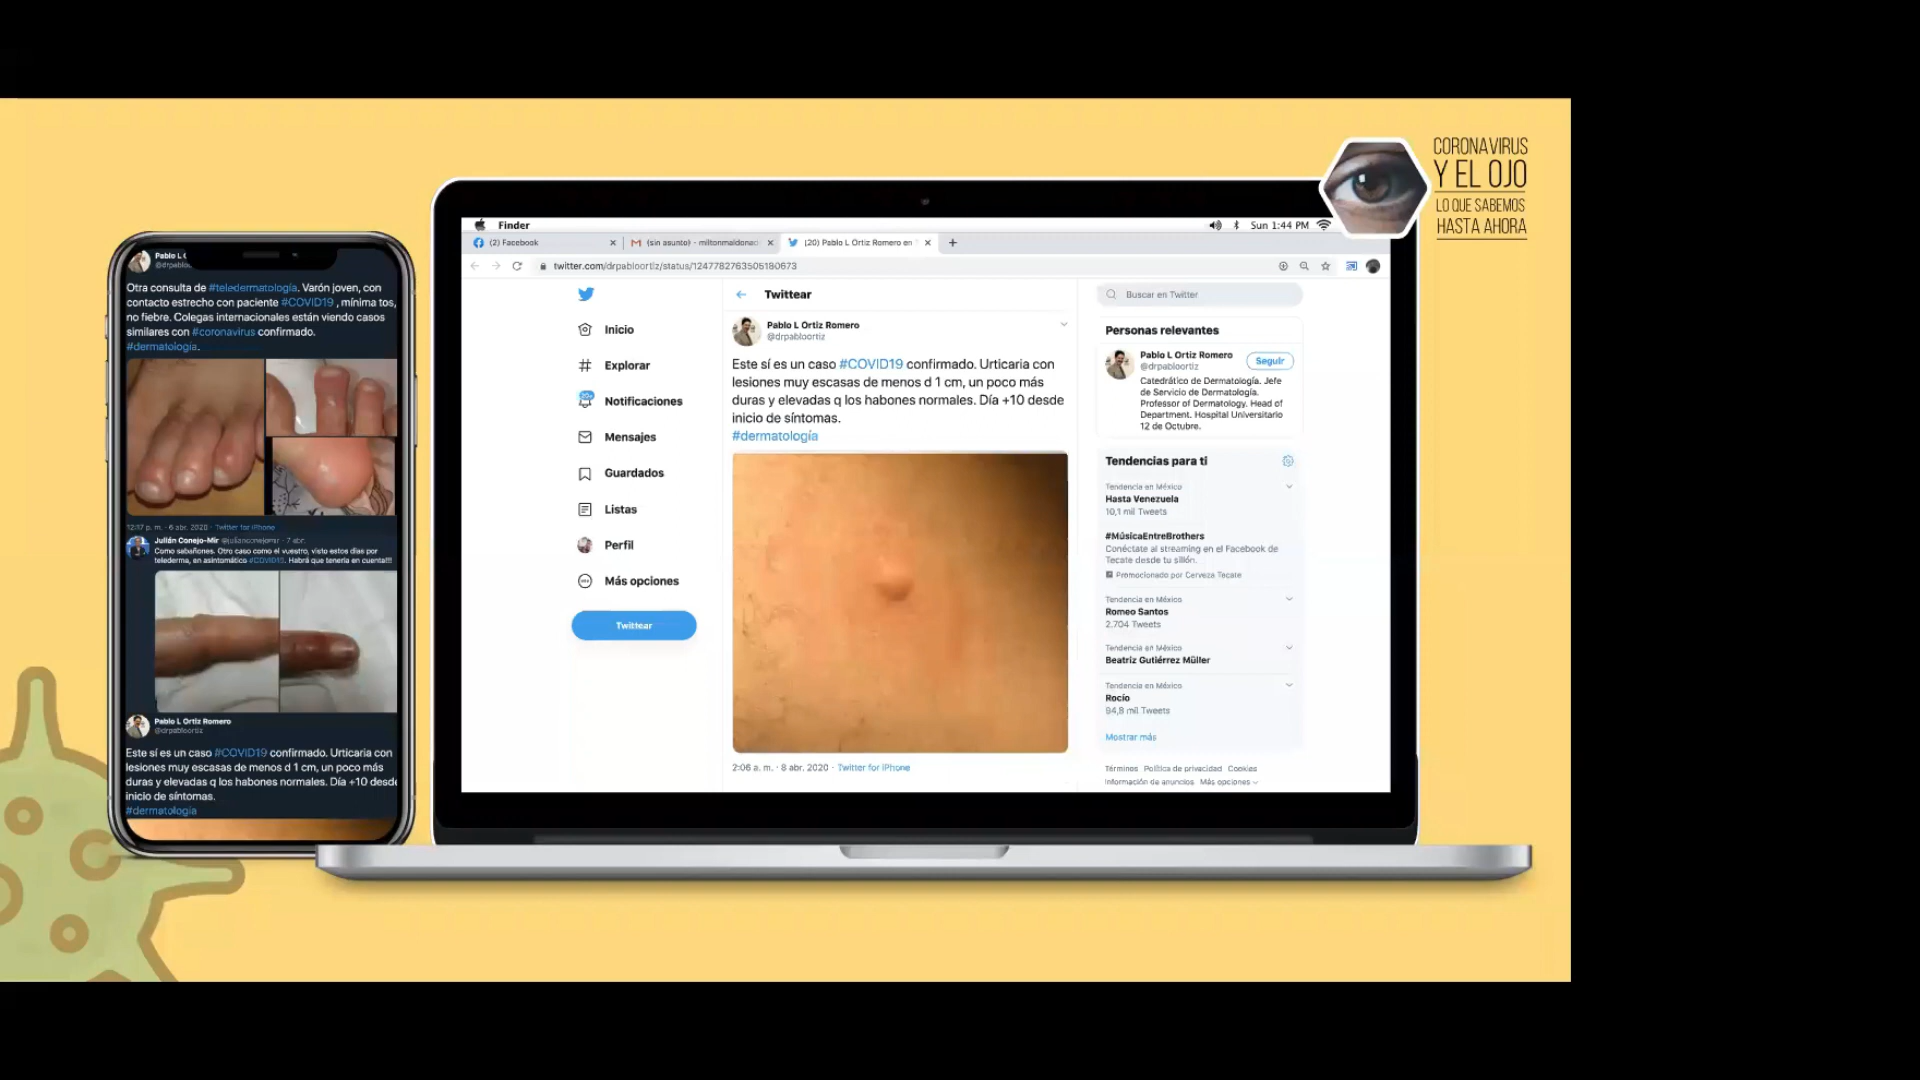 CORONAVIRUS
Y EL OJO
LO QUE SABEMOS
HASTA AHORA
Pablo L O
Otra consulta de #teledermatología. Varón joven, con
contacto estrecho con paciente #COVID19 , mínima tos,
no fiebre. Colegas internacionales están viendo casos
similares con #coronavirus confirmado.
#dermatología.
12:17 p. m. · 6 abr. 2020 · Twitter for iPhone
Julián Conejo-Mir @julianconejomir · 7 abr.
Como sabañones. Otro caso como el vuestro, visto estos días por
telederma, en asintomático #COVID19. Habrá que tenerla en cuenta!!!
Pablo L Ortiz Romero
@drpabloortiz
Este sí es un caso #COVID19 confirmado. Urticaria con
lesiones muy escasas de menos d 1 cm, un poco más
duras y elevadas q los habones normales. Día +10 desde
inicio de síntomas.
#dermatología
Finder
Sun 1:44 PM
(2) Facebook
(sin asunto) - miltonmaldonac
(20) Pablo L Ortiz Romero en
twitter.com/drpabloortiz/status/1247782763505180673
Inicio
Explorar
20+
Notificaciones
Mensajes
Guardados
Listas
Perfil
Más opciones
Twittear
Twittear
Pablo L Ortiz Romero
@drpabloortiz
Este sí es un caso #COVID19 confirmado. Urticaria con
lesiones muy escasas de menos d 1 cm, un poco más
duras y elevadas q los habones normales. Día +10 desde
inicio de síntomas.
#dermatología
2:06 a. m. · 8 abr. 2020 · Twitter for iPhone
Buscar en Twitter
Personas relevantes
Pablo L Ortiz Romero
@drpabloortiz
Seguir
Catedrático de Dermatología. Jefe
de Servicio de Dermatología.
Professor of Dermatology. Head of
Department. Hospital Universitario
12 de Octubre.
Tendencias para ti
Tendencia en México
Hasta Venezuela
10,1 mil Tweets
#MúsicaEntreBrothers
Conéctate al streaming en el Facebook de
Tecate desde tu sillón.
Promocionado por Cerveza Tecate
Tendencia en México
Romeo Santos
2.704 Tweets
Tendencia en México
Beatriz Gutiérrez Müller
Tendencia en México
Rocío
94,8 mil Tweets
Mostrar más
Términos Política de privacidad Cookies
Información de anuncios Más opciones